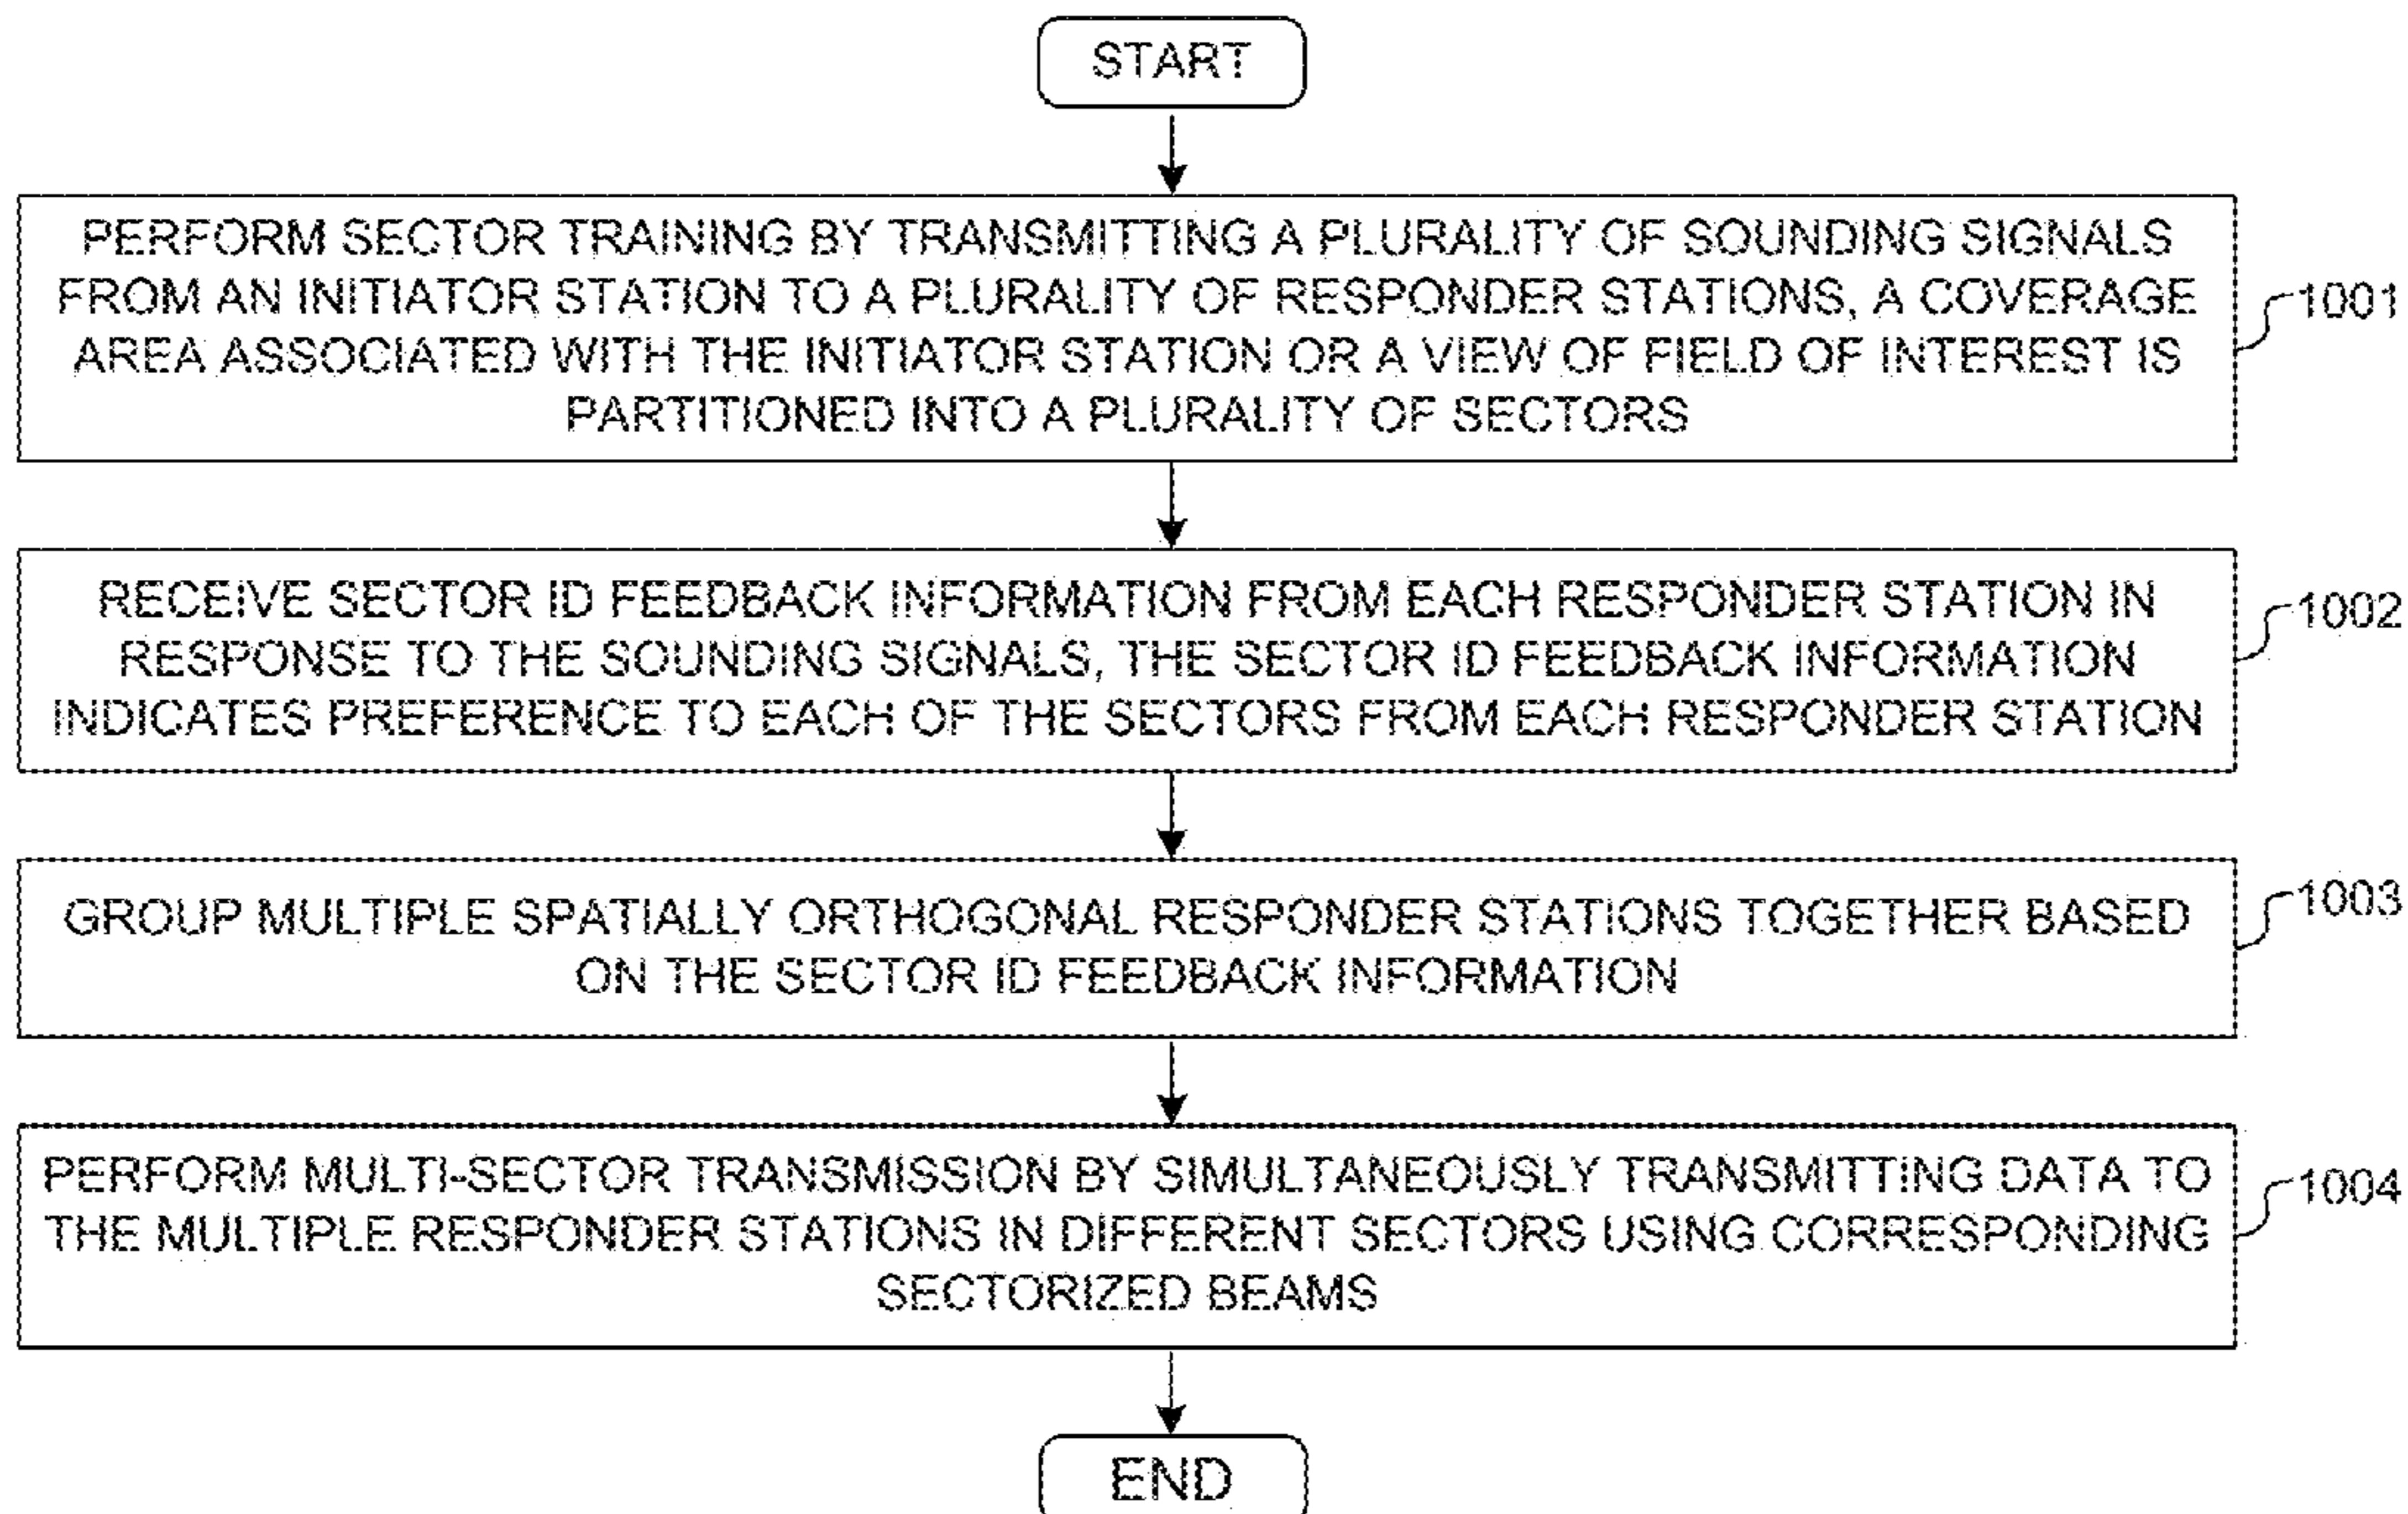 START
PERFORM SECTOR TRAINING BY TRANSMITTING A PLURALITY OF SOUNDING SIGNALS
FROM AN INITIATOR STATION TO A PLURALITY OF RESPONDER STATIONS, A COVERAGE
AREA ASSOCIATED WITH THE INITIATOR STATION OR A VIEW OF FIELD OF INTEREST IS
PARTITIONED INTO A PLURALITY OF SECTORS
1001
RECEIVE SECTOR ID FEEDBACK INFORMATION FROM EACH RESPONDER STATION IN
RESPONSE TO THE SOUNDING SIGNALS, THE SECTOR ID FEEDBACK INFORMATION
INDICATES PREFERENCE TO EACH OF THE SECTORS FROM EACH RESPONDER STATION
1002
GROUP MULTIPLE SPATIALLY ORTHOGONAL RESPONDER STATIONS TOGETHER BASED
ON THE SECTOR ID FEEDBACK INFORMATION
1003
PERFORM MULTI-SECTOR TRANSMISSION BY SIMULTANEOUSLY TRANSMITTING DATA TO
THE MULTIPLE RESPONDER STATIONS IN DIFFERENT SECTORS USING CORRESPONDING
SECTORIZED BEAMS
1004
END